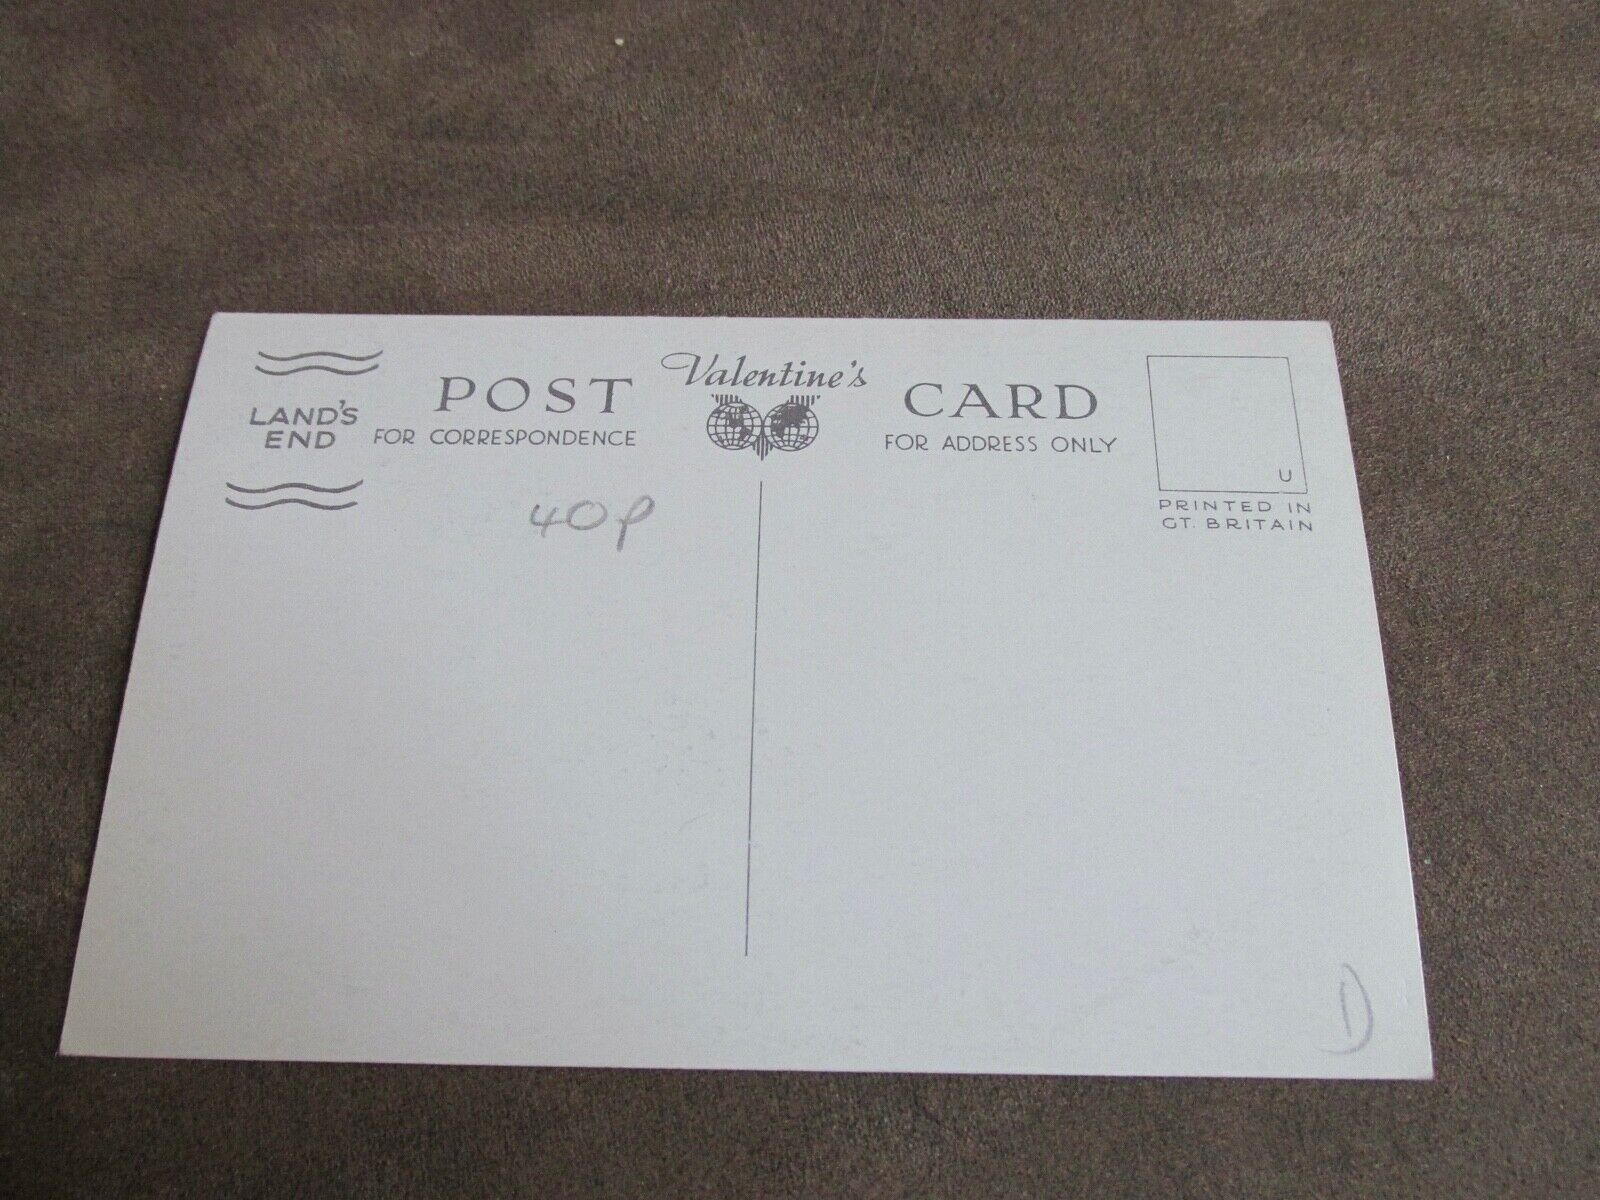 LAND'S
END
POST Valentine's CARD
FOR CORRESPONDENCE
FOR ADDRESS ONLY
U
PRINTED IN
GT. BRITAIN
40p
D